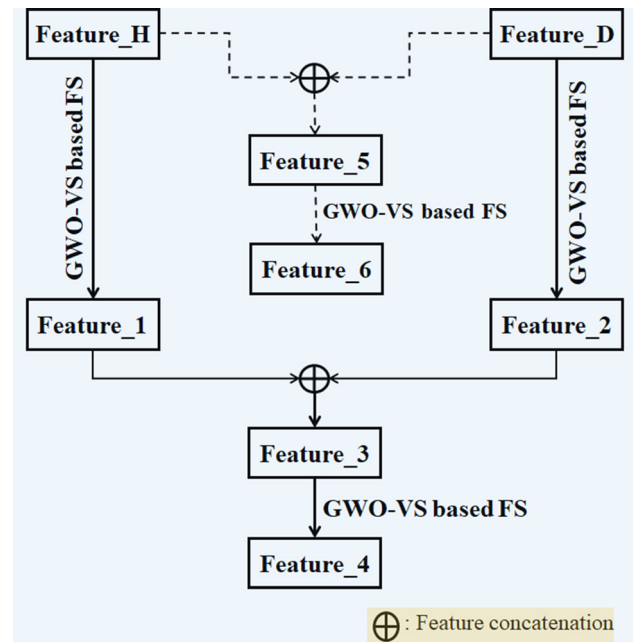 Feature_H
Feature_D
GWO-VS based FS
GWO-VS based FS
Feature_5
GWO-VS based FS
Feature_6
Feature_1
Feature_2
Feature_3
GWO-VS based FS
Feature_4
⊕ : Feature concatenation